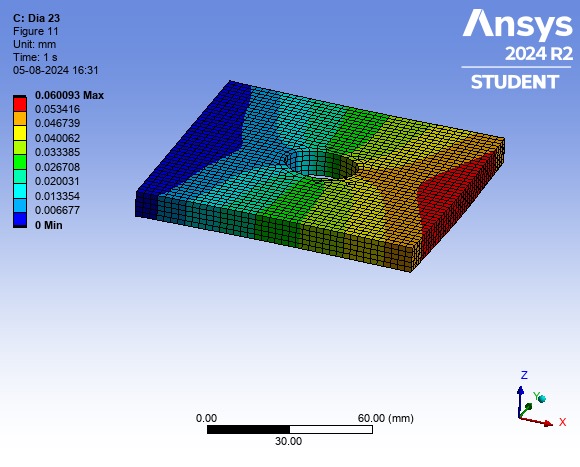 C: Dia 23
Figure 11
Unit: mm
Time: 1 s
05-08-2024 16:31
0.060093 Max
0.053416
0.046739
0.040062
0.033385
0.026708
0.020031
0.013354
0.006677
0 Min
Ansys
2024 R2
STUDENT
Z
Y
X
0.00
60.00 (mm)
30.00